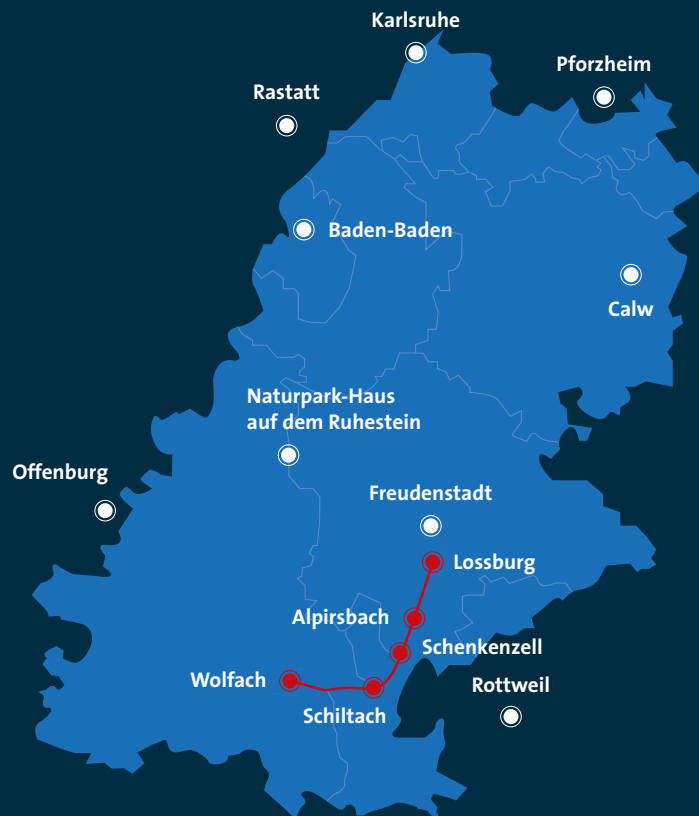 Karlsruhe
Pforzheim
Rastatt
Baden-Baden
Calw
Naturpark-Haus
auf dem Ruhestein
Offenburg
Freudenstadt
Lossburg
Alpirsbach
Schenkenzell
Wolfach
Rottweil
Schiltach